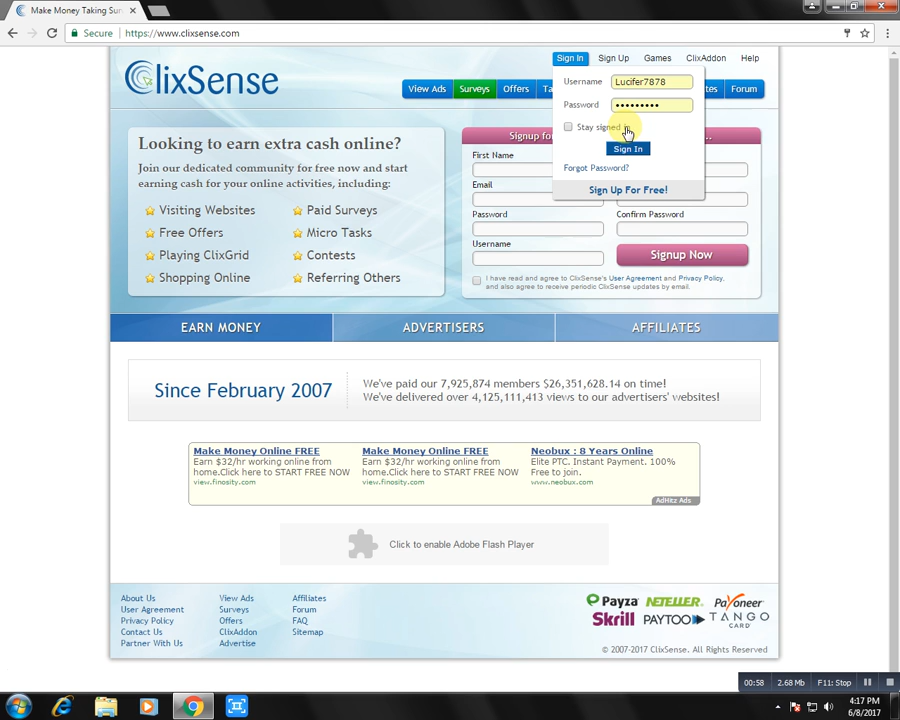 Make Money Taking Sur
Secure https://www.clixsense.com
Sign In Sign Up Games ClixAddon Help
ClixSense
View Ads Surveys Offers Ta tes Forum
Username Lucifer7878
Password •••••••••
Stay signed in
Sign In
Forgot Password?
Sign Up For Free!
Looking to earn extra cash online?
Join our dedicated community for free now and start
earning cash for your online activities, including:
Visiting Websites Paid Surveys
Free Offers Micro Tasks
Playing ClixGrid Contests
Shopping Online Referring Others
Signup fo ...
First Name
Email
Password Confirm Password
Username
Signup Now
I have read and agree to ClixSense's User Agreement and Privacy Policy,
and also agree to receive periodic ClixSense updates by email.
EARN MONEY ADVERTISERS AFFILIATES
Since February 2007
We've paid our 7,925,874 members $26,351,628.14 on time!
We've delivered over 4,125,111,413 views to our advertisers' websites!
Make Money Online FREE Make Money Online FREE Neobux : 8 Years Online
Earn $32/hr working online from Earn $32/hr working online from Elite PTC. Instant Payment. 100%
home.Click here to START FREE NOW home.Click here to START FREE NOW Free to join.
view.finosity.com view.finosity.com www.neobux.com
AdHitz Ads
Click to enable Adobe Flash Player
About Us View Ads Affiliates
User Agreement Surveys Forum
Privacy Policy Offers FAQ
Contact Us ClixAddon Sitemap
Partner With Us Advertise
Payza NETELLER Payoneer
Skrill PAYTOO TANGO CARD
© 2007-2017 ClixSense. All Rights Reserved
00:58 2.68 Mb F11: Stop
4:17 PM
6/8/2017